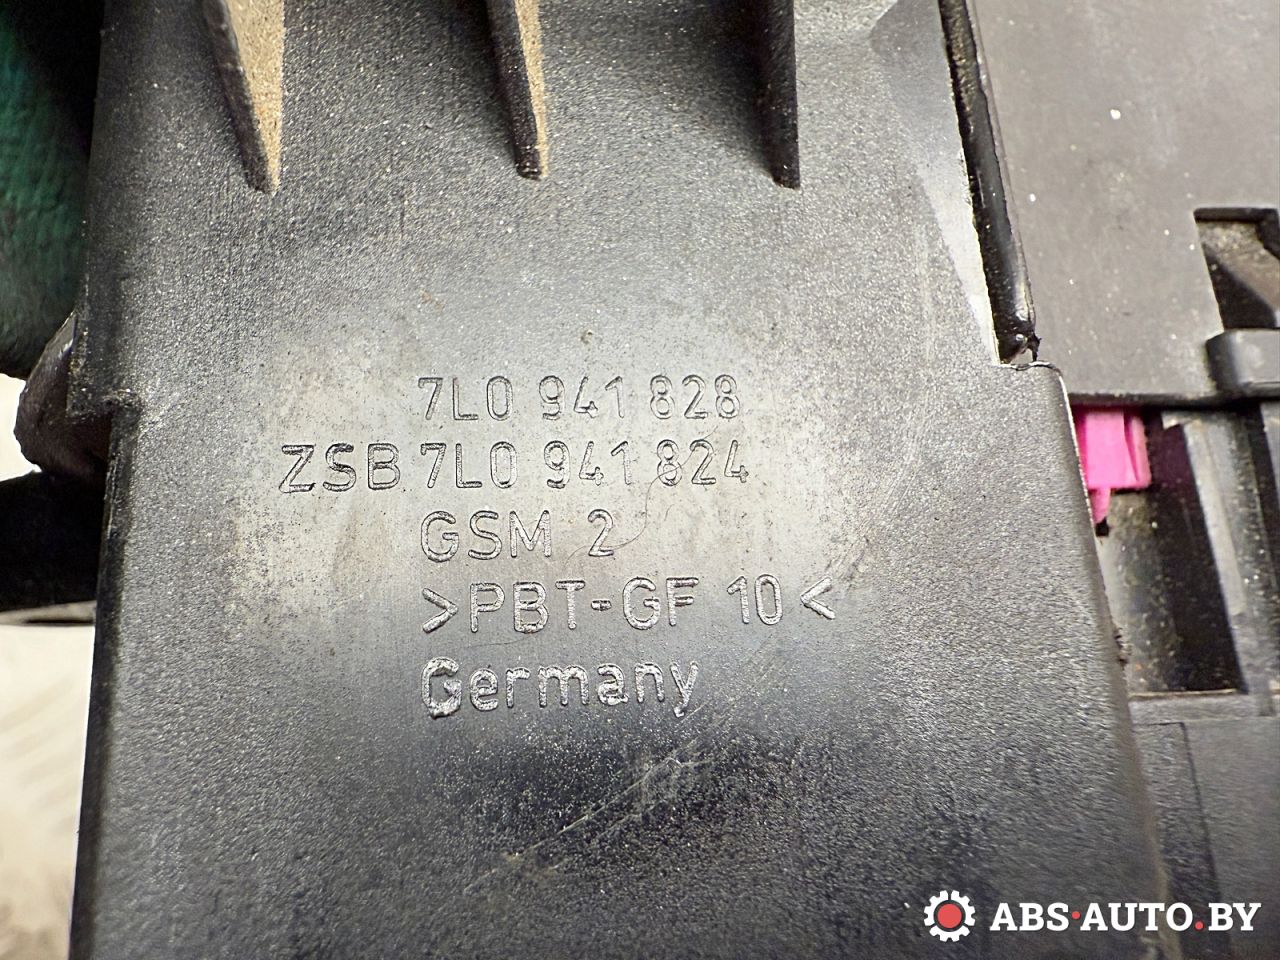 7L0 941 828
ZSB 7L0 941 824
GSM 2
>PBT-GF 10<
Germany
ABS·AUTO.BY